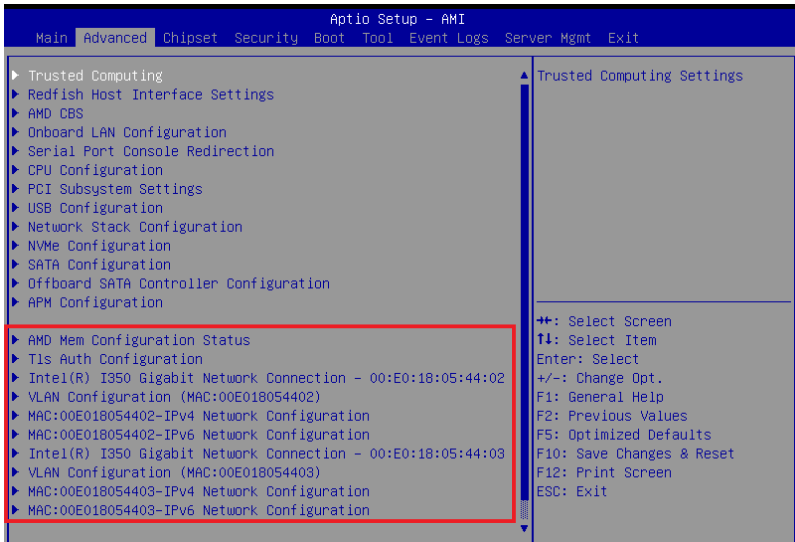 Aptio Setup – AMI
Main Advanced Chipset Security Boot Tool Event Logs Server Mgmt Exit
Trusted Computing
Redfish Host Interface Settings
AMD CBS
Onboard LAN Configuration
Serial Port Console Redirection
CPU Configuration
PCI Subsystem Settings
USB Configuration
Network Stack Configuration
NVMe Configuration
SATA Configuration
Offboard SATA Controller Configuration
APM Configuration
AMD Mem Configuration Status
Tls Auth Configuration
Intel(R) I350 Gigabit Network Connection – 00:E0:18:05:44:02
VLAN Configuration (MAC:00E018054402)
MAC:00E018054402-IPv4 Network Configuration
MAC:00E018054402-IPv6 Network Configuration
Intel(R) I350 Gigabit Network Connection – 00:E0:18:05:44:03
VLAN Configuration (MAC:00E018054403)
MAC:00E018054403-IPv4 Network Configuration
MAC:00E018054403-IPv6 Network Configuration
Trusted Computing Settings
→←: Select Screen
↑↓: Select Item
Enter: Select
+/-: Change Opt.
F1: General Help
F2: Previous Values
F5: Optimized Defaults
F10: Save Changes & Reset
F12: Print Screen
ESC: Exit